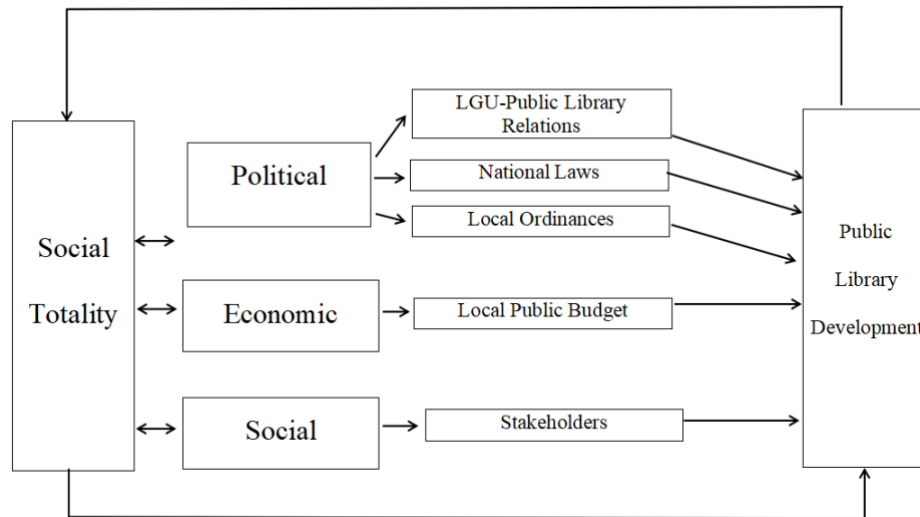 Social
Totality
Political
Economic
Social
LGU-Public Library
Relations
National Laws
Local Ordinances
Local Public Budget
Stakeholders
Public
Library
Development